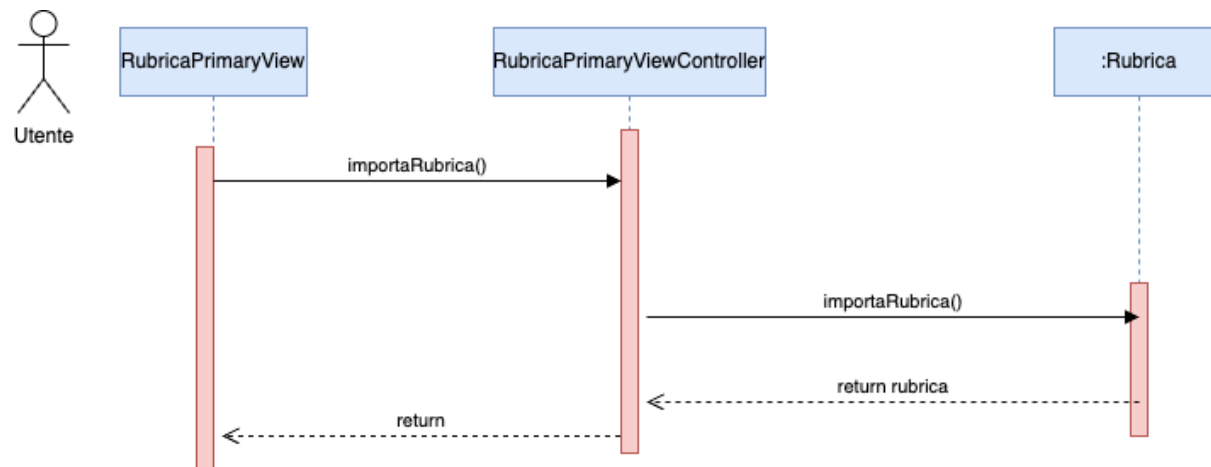 RubricaPrimaryView
RubricaPrimaryViewController
:Rubrica
Utente
importaRubrica()
importaRubrica()
return rubrica
return